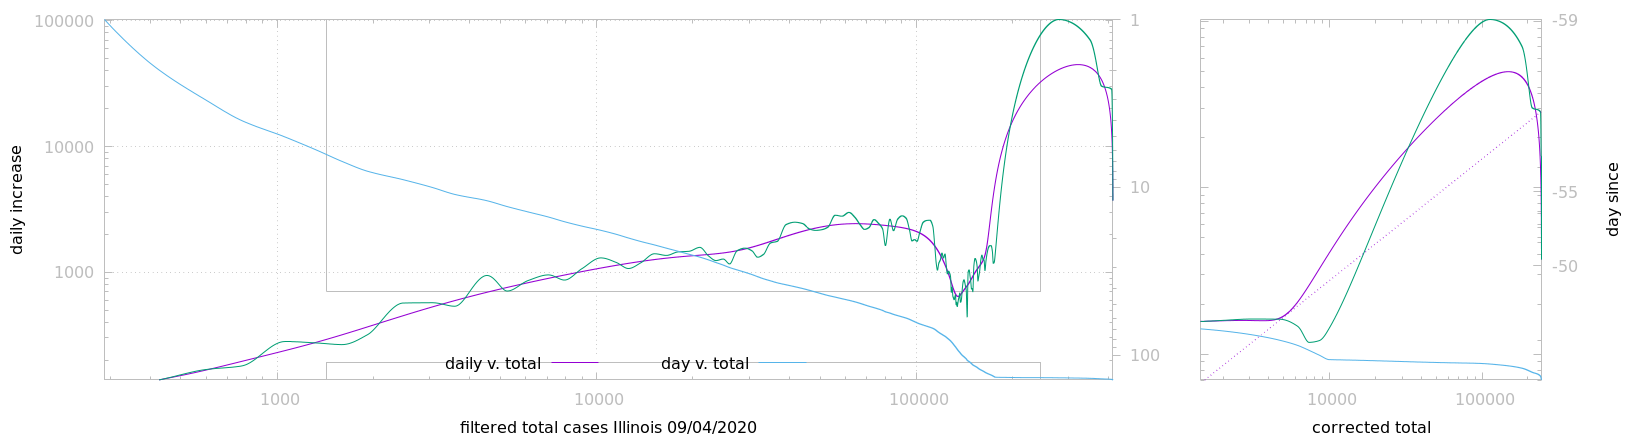 100000
10000
1000
daily increase
1
10
100
daily v. total
day v. total
1000
10000
100000
filtered total cases Illinois 09/04/2020
-59
-55
-50
day since
10000
100000
corrected total